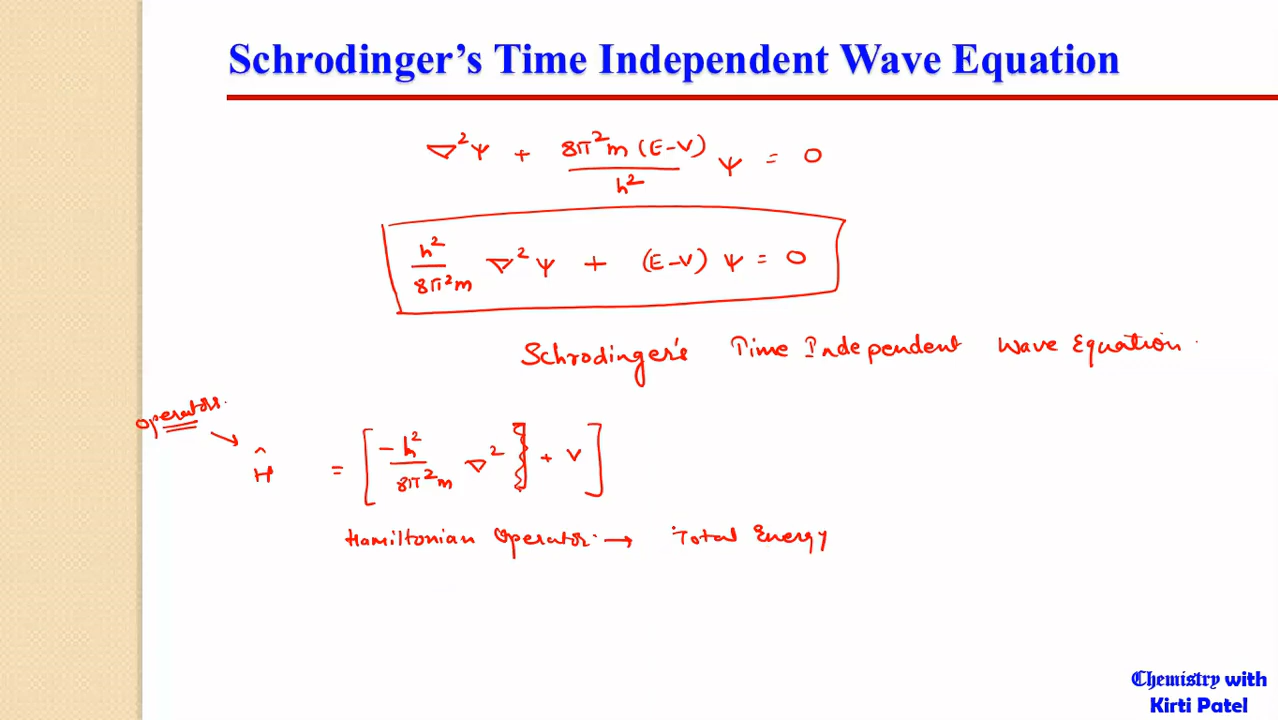 Schrodinger's Time Independent Wave Equation
∇²ψ + 8π²m (E-V)/h² ψ = 0
h²/8π²m ∇²ψ + (E-V) ψ = 0
Schrodinger's Time Independent Wave Equation.
Operator.
Ĥ = [ -h²/8π²m ∇² } + V ]
Hamiltonian Operator. → Total Energy
Chemistry with
Kirti Patel